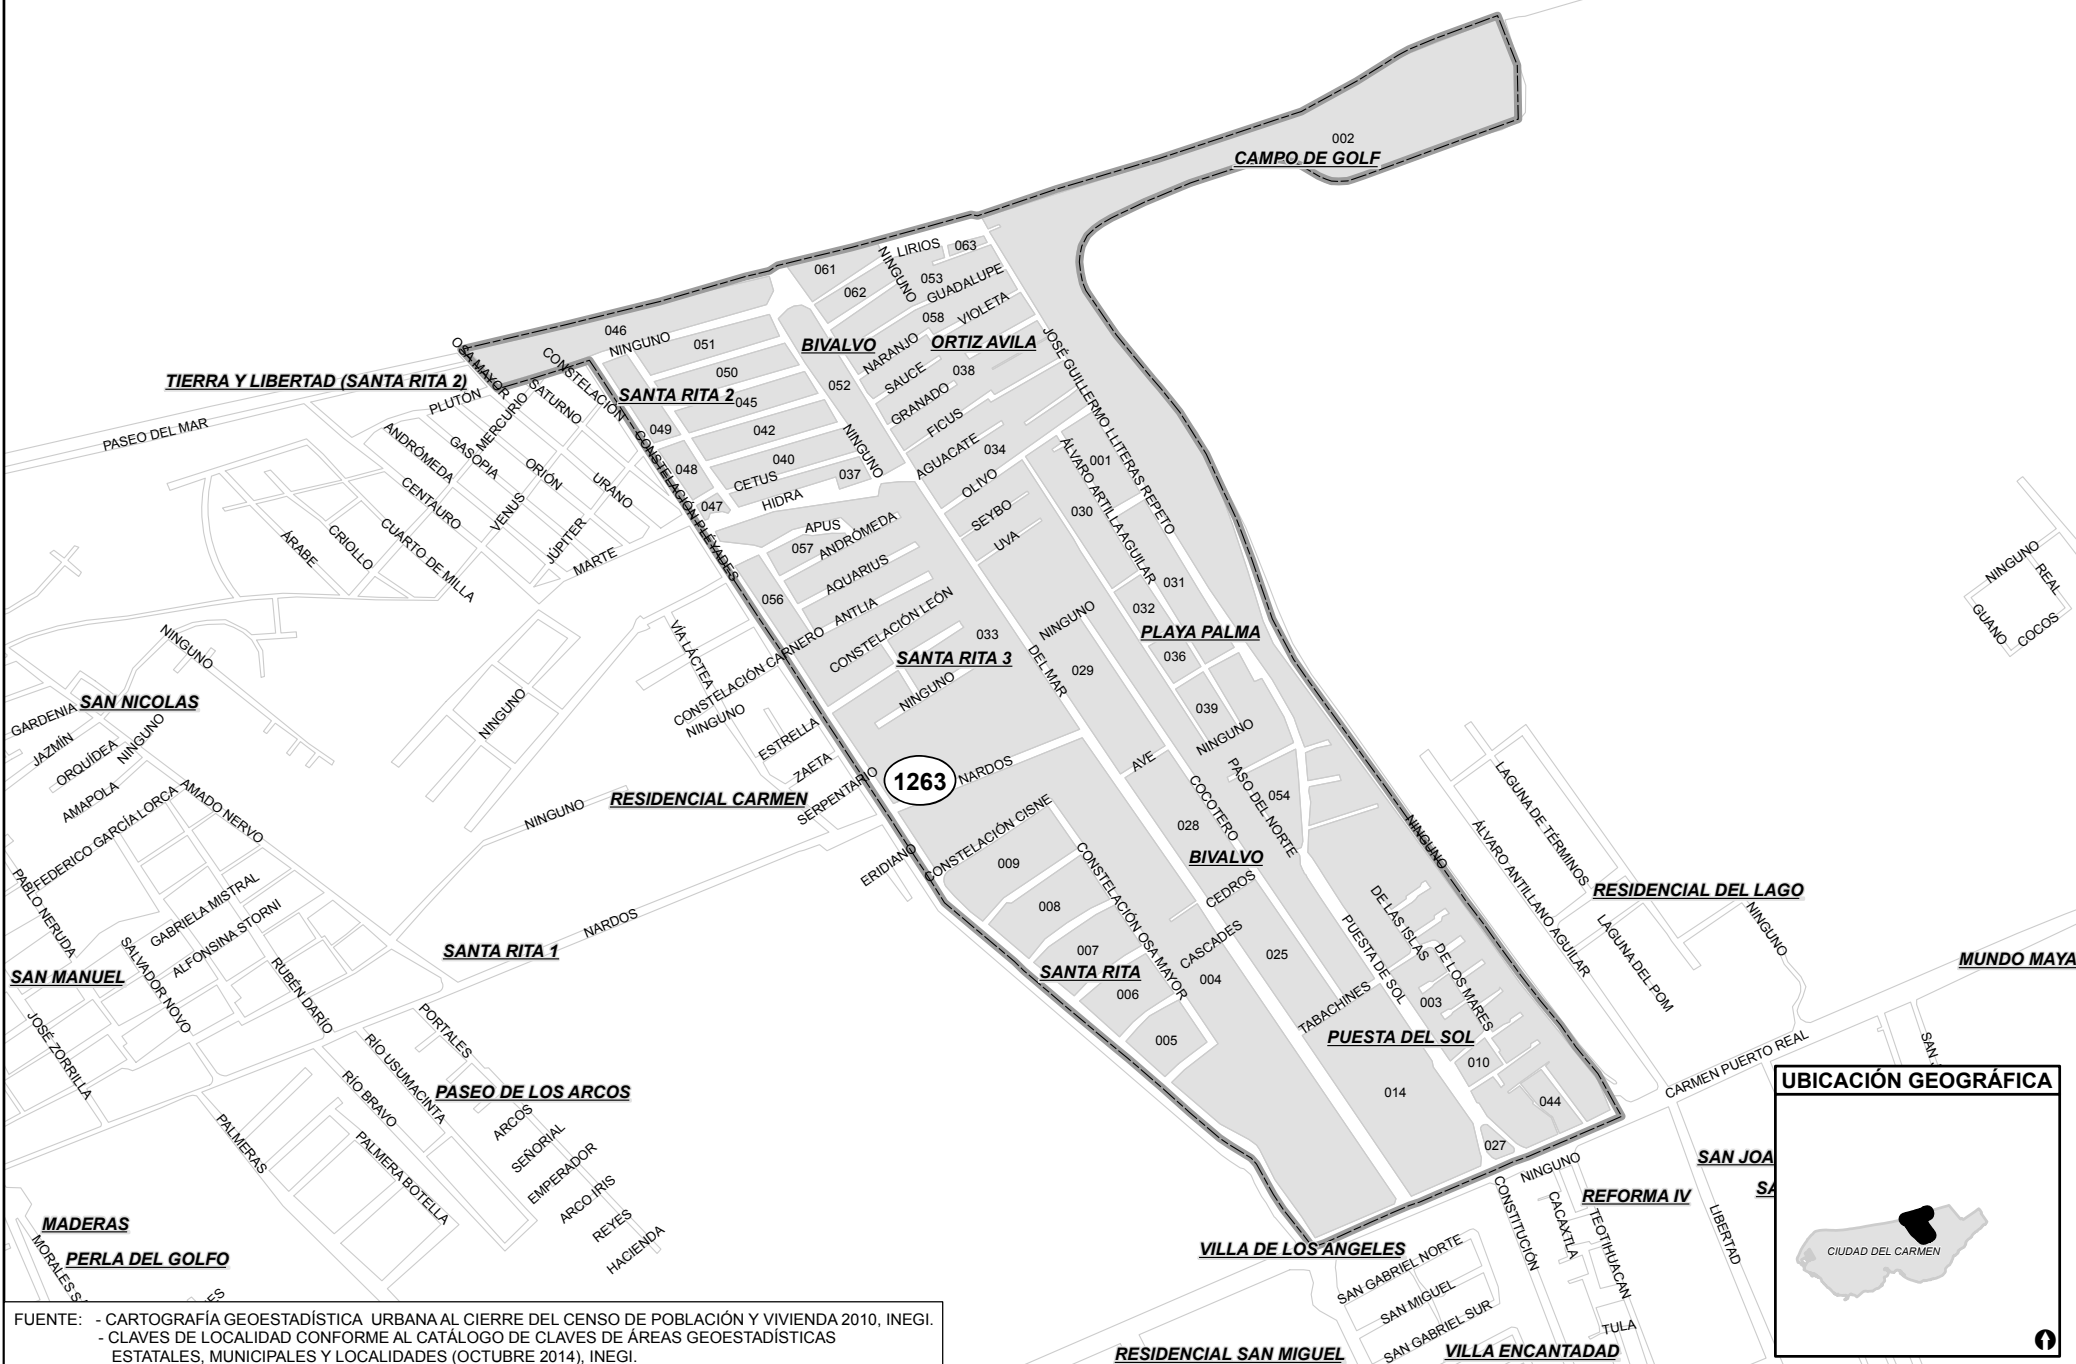 002
CAMPO DE GOLF
LIRIOS
063
NINGUNO
061
053
GUADALUPE
062
058
VIOLETA
046
NINGUNO
051
BIVALVO
NARANJO
ORTIZ AVILA
JOSÉ GUILLERMO LLITERAS REPETO
OSA MAYOR
CONSTELACIÓN
050
052
SAUCE
038
TIERRA Y LIBERTAD (SANTA RITA 2)
SANTA RITA 2
045
GRANADO
PLUTÓN
SATURNO
MERCURIO
FICUS
PASEO DEL MAR
049
042
NINGUNO
AGUACATE
034
ÁLVARO ARTILLA AGUILAR
001
ANDRÓMEDA
GASOPIA
ORIÓN
URANO
048
040
CETUS
037
OLIVO
CENTAURO
VENUS
CONSTELACIÓN PLÉYADES
047
HIDRA
SEYBO
030
CUARTO DE MILLA
JÚPITER
APUS
UVA
ÁRABE
CRIOLLO
MARTE
057
ANDRÓMEDA
AQUARIUS
031
056
ANTLIA
032
NINGUNO
REAL
GUANO
COCOS
NINGUNO
VÍA LÁCTEA
CONSTELACIÓN CARNERO
CONSTELACIÓN LEÓN
033
NINGUNO
PLAYA PALMA
SANTA RITA 3
DEL MAR
029
036
SAN NICOLAS
NINGUNO
NINGUNO
NINGUNO
039
GARDENIA
JAZMÍN
ORQUÍDEA
NINGUNO
AMAPOLA
ESTRELLA
ZAETA
SERPENTARIO
1263
NARDOS
AVE
NINGUNO
PASO DEL NORTE
COCOTERO
054
FEDERICO GARCÍA LORCA
AMADO NERVO
NINGUNO
RESIDENCIAL CARMEN
CONSTELACIÓN CISNE
028
NINGUNO
LAGUNA DE TÉRMINOS
ÁLVARO ANTILLANO AGUILAR
ERIDIANO
009
CONSTELACIÓN OSA MAYOR
BIVALVO
CEDROS
DE LAS ISLAS
RESIDENCIAL DEL LAGO
PABLO NERUDA
GABRIELA MISTRAL
ALFONSINA STORNI
008
NARDOS
SANTA RITA 1
007
CASCADES
025
PUESTA DE SOL
DE LOS MARES
LAGUNA DEL POM
NINGUNO
MUNDO MAYA
SAN MANUEL
SALVADOR NOVO
RUBÉN DARÍO
SANTA RITA
006
004
TABACHINES
003
JOSÉ ZORRILLA
PORTALES
RÍO USUMACINTA
005
PUESTA DEL SOL
010
CARMEN PUERTO REAL
SAN
RÍO BRAVO
PASEO DE LOS ARCOS
014
044
PALMERAS
ARCOS
SEÑORIAL
027
NINGUNO
PALMERA BOTELLA
EMPERADOR
ARCO IRIS
REYES
HACIENDA
CONSTITUCIÓN
CACAXTLA
TEOTIHUACAN
REFORMA IV
LIBERTAD
SAN JOA
SA
MADERAS
PERLA DEL GOLFO
MORALES S
ES
VILLA DE LOS ANGELES
SAN GABRIEL NORTE
SAN MIGUEL
SAN GABRIEL SUR
TULA
RESIDENCIAL SAN MIGUEL
VILLA ENCANTADAD
UBICACIÓN GEOGRÁFICA
CIUDAD DEL CARMEN
FUENTE: - CARTOGRAFÍA GEOESTADÍSTICA URBANA AL CIERRE DEL CENSO DE POBLACIÓN Y VIVIENDA 2010, INEGI.
- CLAVES DE LOCALIDAD CONFORME AL CATÁLOGO DE CLAVES DE ÁREAS GEOESTADÍSTICAS
ESTATALES, MUNICIPALES Y LOCALIDADES (OCTUBRE 2014), INEGI.